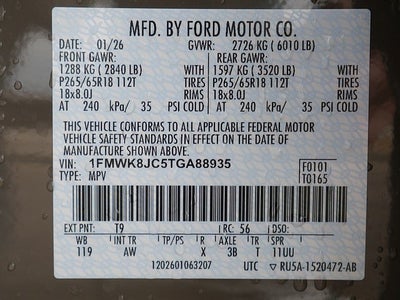 MFD. BY FORD MOTOR CO.
DATE: 01/26 GVWR: 2726 KG ( 6010 LB)
FRONT GAWR: REAR GAWR:
1288 KG ( 2840 LB) WITH 1597 KG ( 3520 LB) WITH
P265/65R18 112T TIRES P265/65R18 112T TIRES
18x8.0J RIMS 18x8.0J RIMS
AT 240 kPa/ 35 PSI COLD AT 240 kPa/ 35 PSI COLD
THIS VEHICLE CONFORMS TO ALL APPLICABLE FEDERAL MOTOR
VEHICLE SAFETY STANDARDS IN EFFECT ON THE DATE OF
MANUFACTURE SHOWN ABOVE.
VIN: 1FMWK8JC5TGA88935 F0101
TYPE: MPV T0165
EXT PNT: T9 RC: 56 DSO:
WB INT TR TP/PS R AXLE TR SPR
119 AW X 3B T 11UU
1202601063207 UTC RU5A-1520472-AB